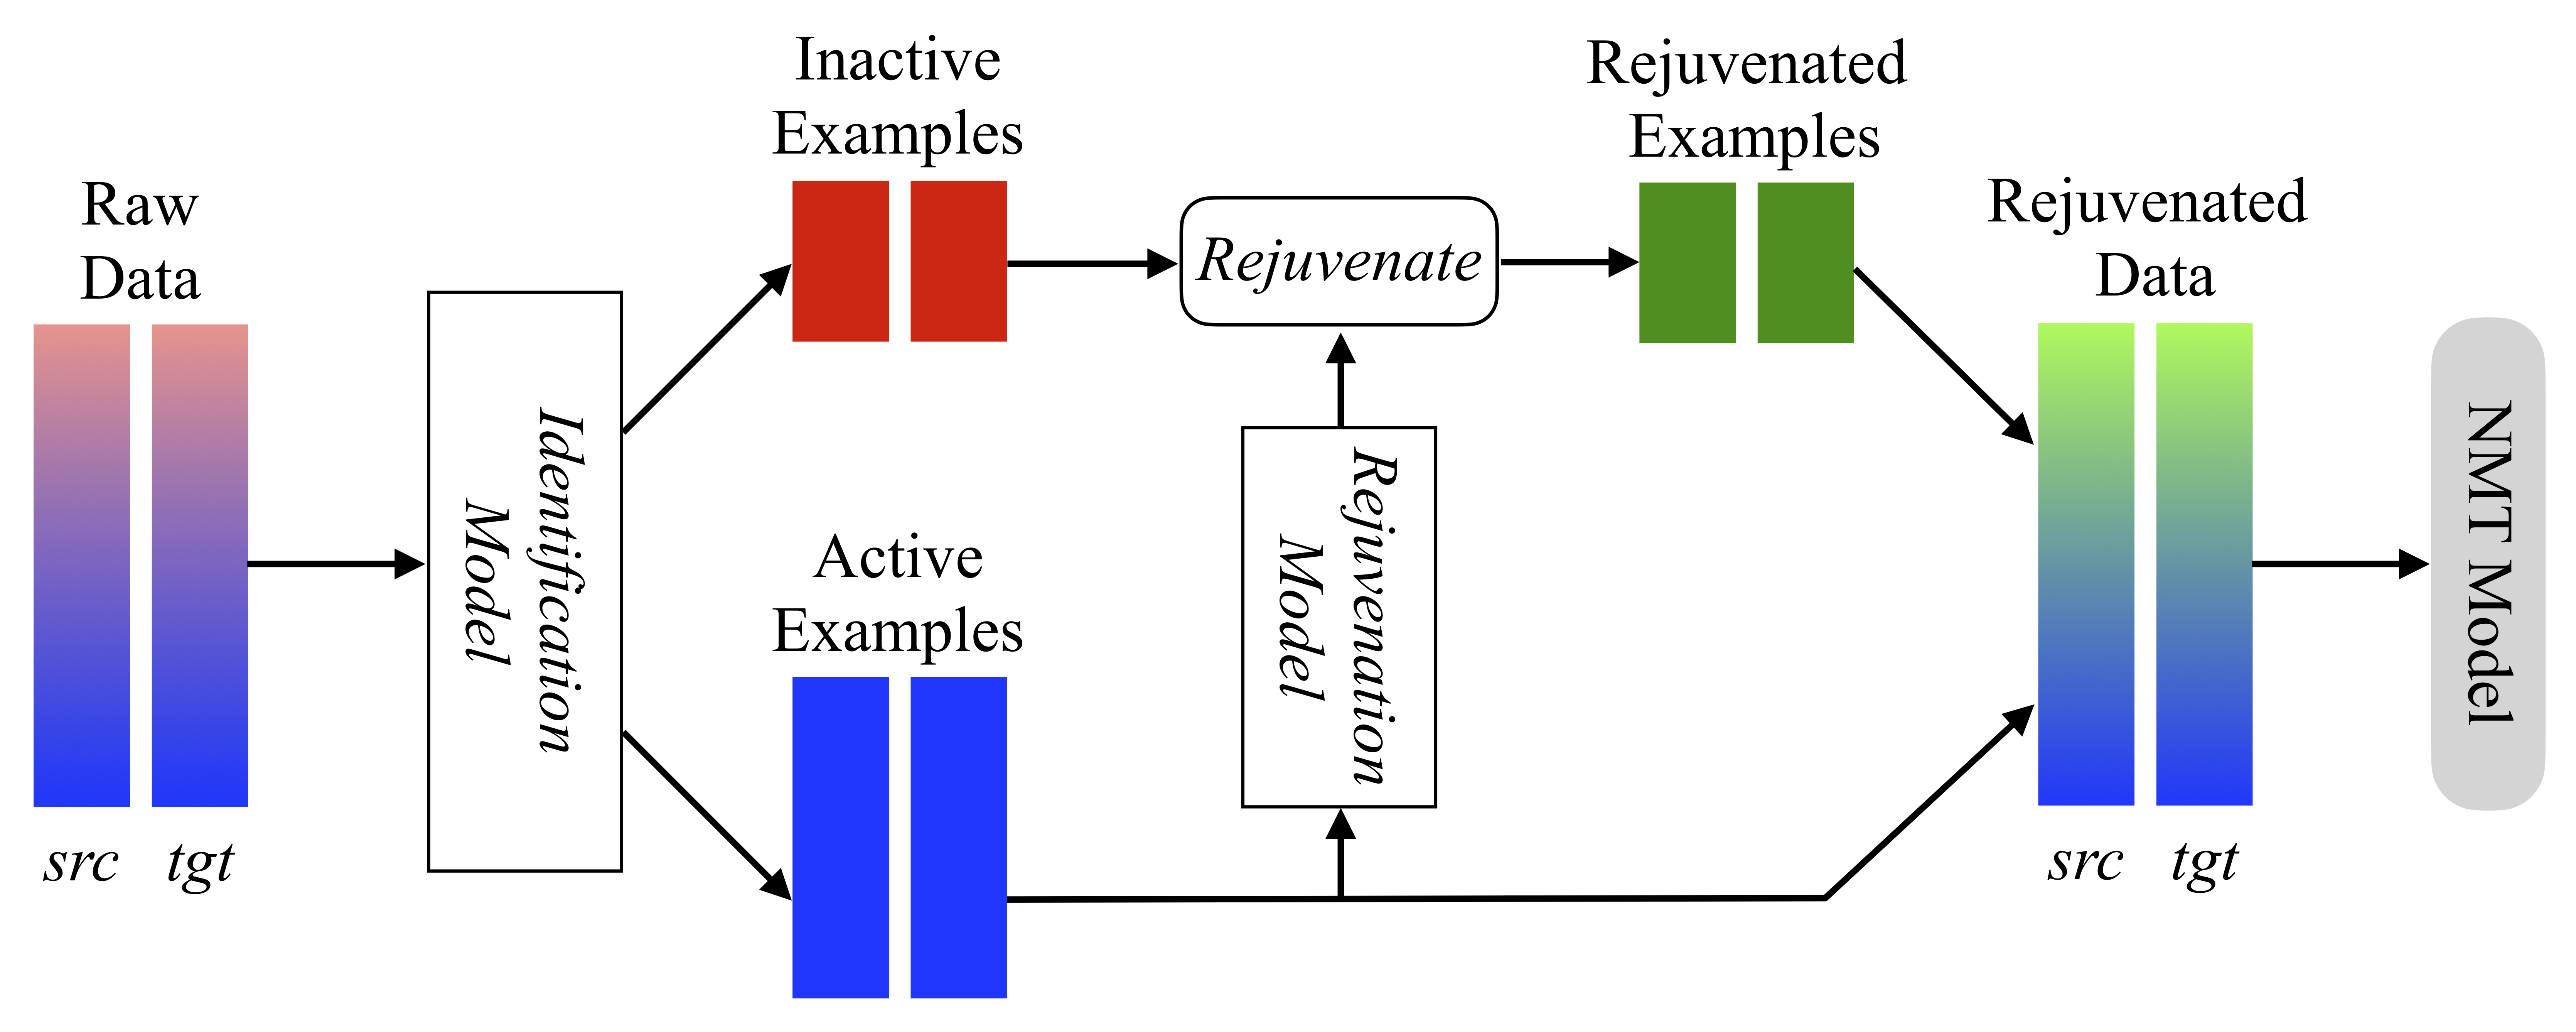 Raw
Data
src tgt
Identification
Model
Inactive
Examples
Active
Examples
Rejuvenate
Rejuvenation
Model
Rejuvenated
Examples
Rejuvenated
Data
src tgt
NMT Model